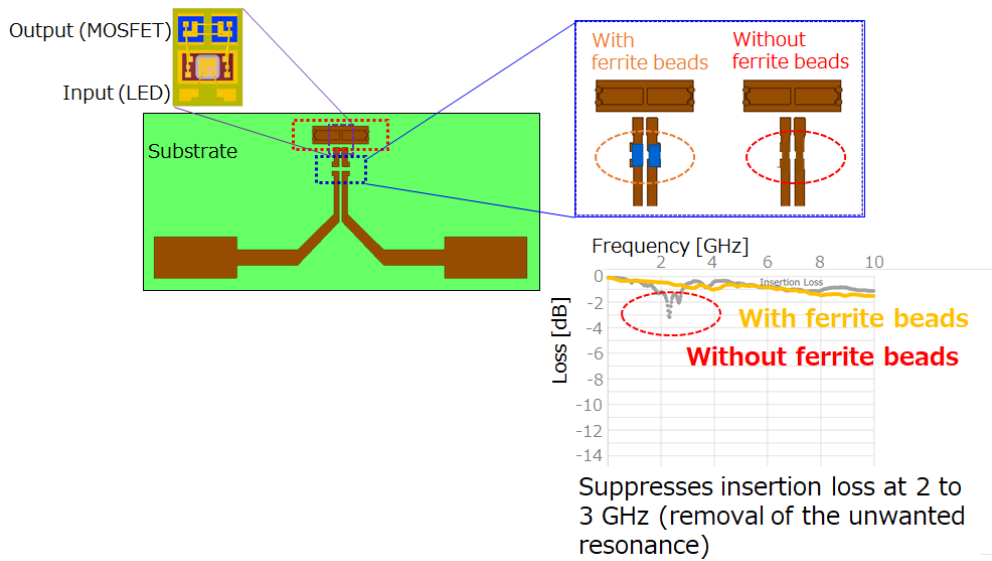 Output (MOSFET)
Input (LED)
Substrate
With
ferrite beads
Without
ferrite beads
Frequency [GHz]
2 4 6 8 10
Insertion Loss
Loss [dB]
0
-2
-4
-6
-8
-10
-12
-14
With ferrite beads
Without ferrite beads
Suppresses insertion loss at 2 to
3 GHz (removal of the unwanted
resonance)